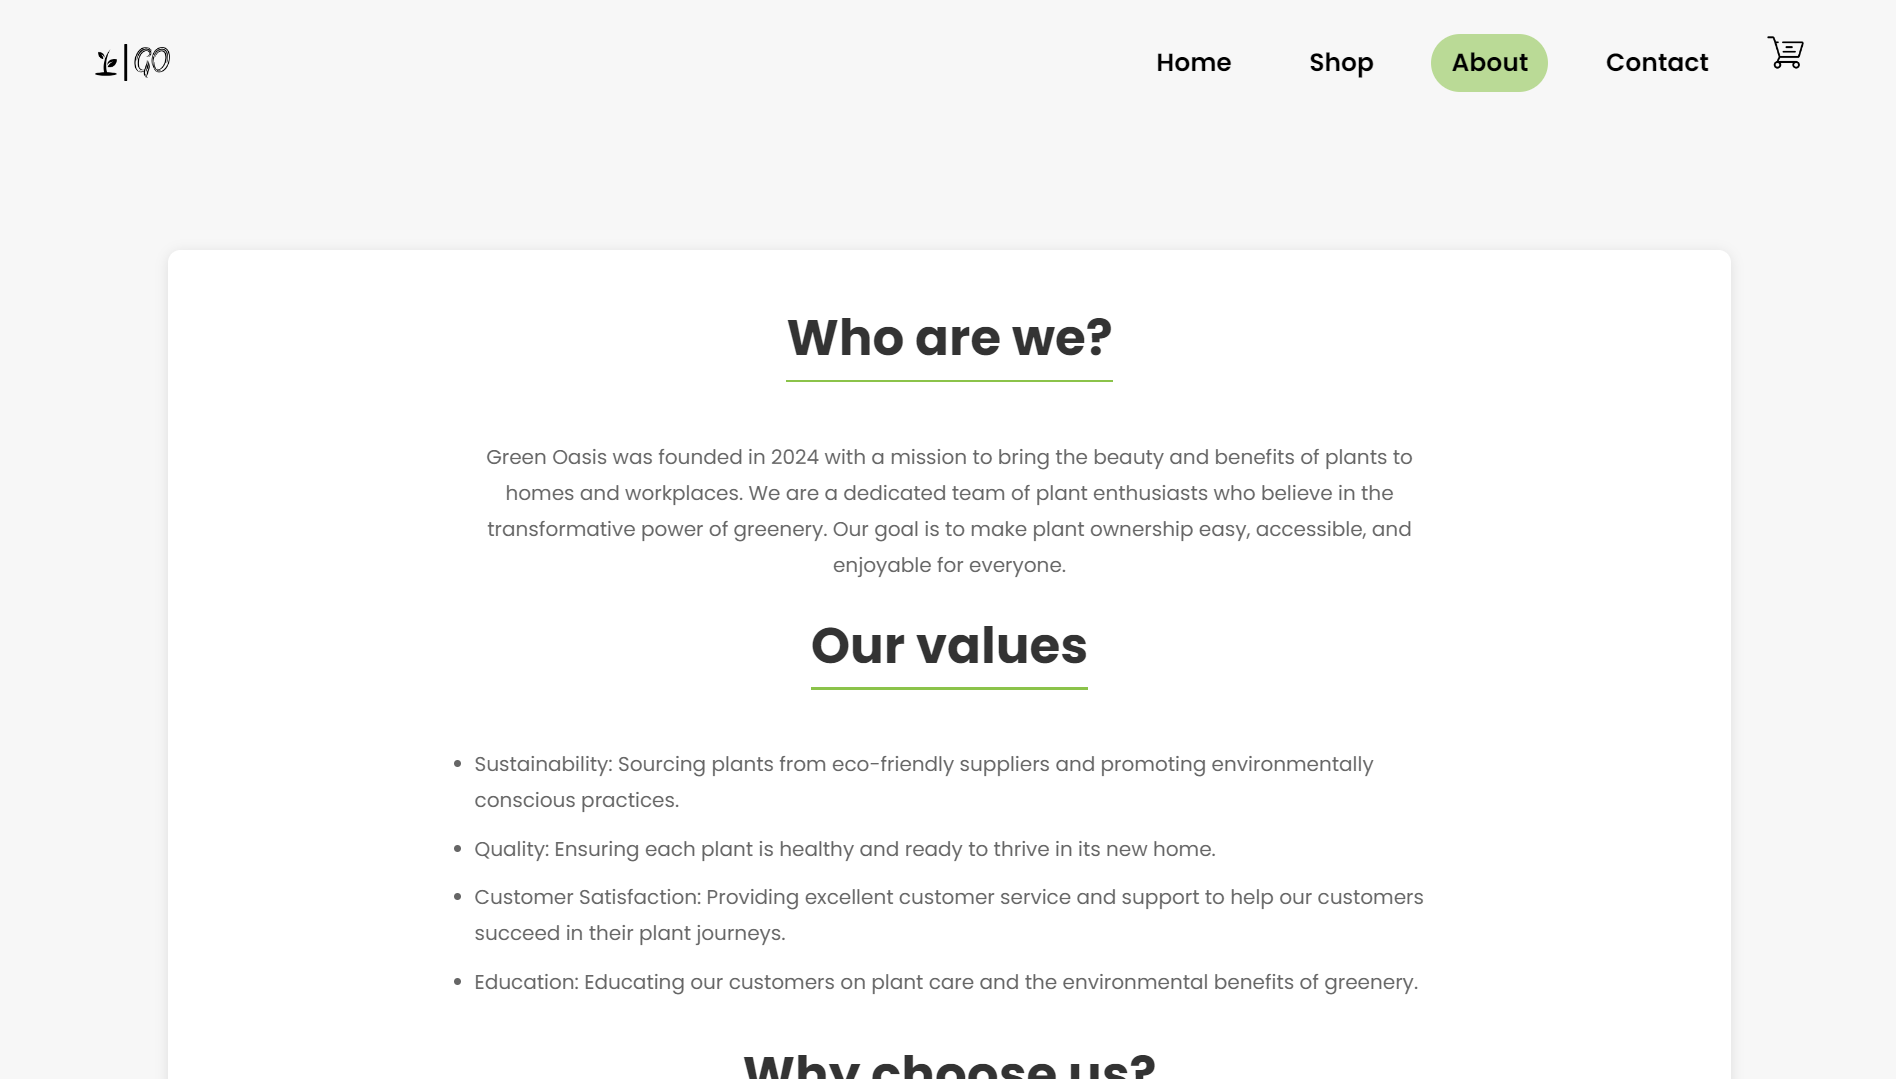 GO
Home
Shop
About
Contact
Who are we?
Green Oasis was founded in 2024 with a mission to bring the beauty and benefits of plants to
homes and workplaces. We are a dedicated team of plant enthusiasts who believe in the
transformative power of greenery. Our goal is to make plant ownership easy, accessible, and
enjoyable for everyone.
Our values
• Sustainability: Sourcing plants from eco-friendly suppliers and promoting environmentally
conscious practices.
• Quality: Ensuring each plant is healthy and ready to thrive in its new home.
• Customer Satisfaction: Providing excellent customer service and support to help our customers
succeed in their plant journeys.
• Education: Educating our customers on plant care and the environmental benefits of greenery.
Why choose us?